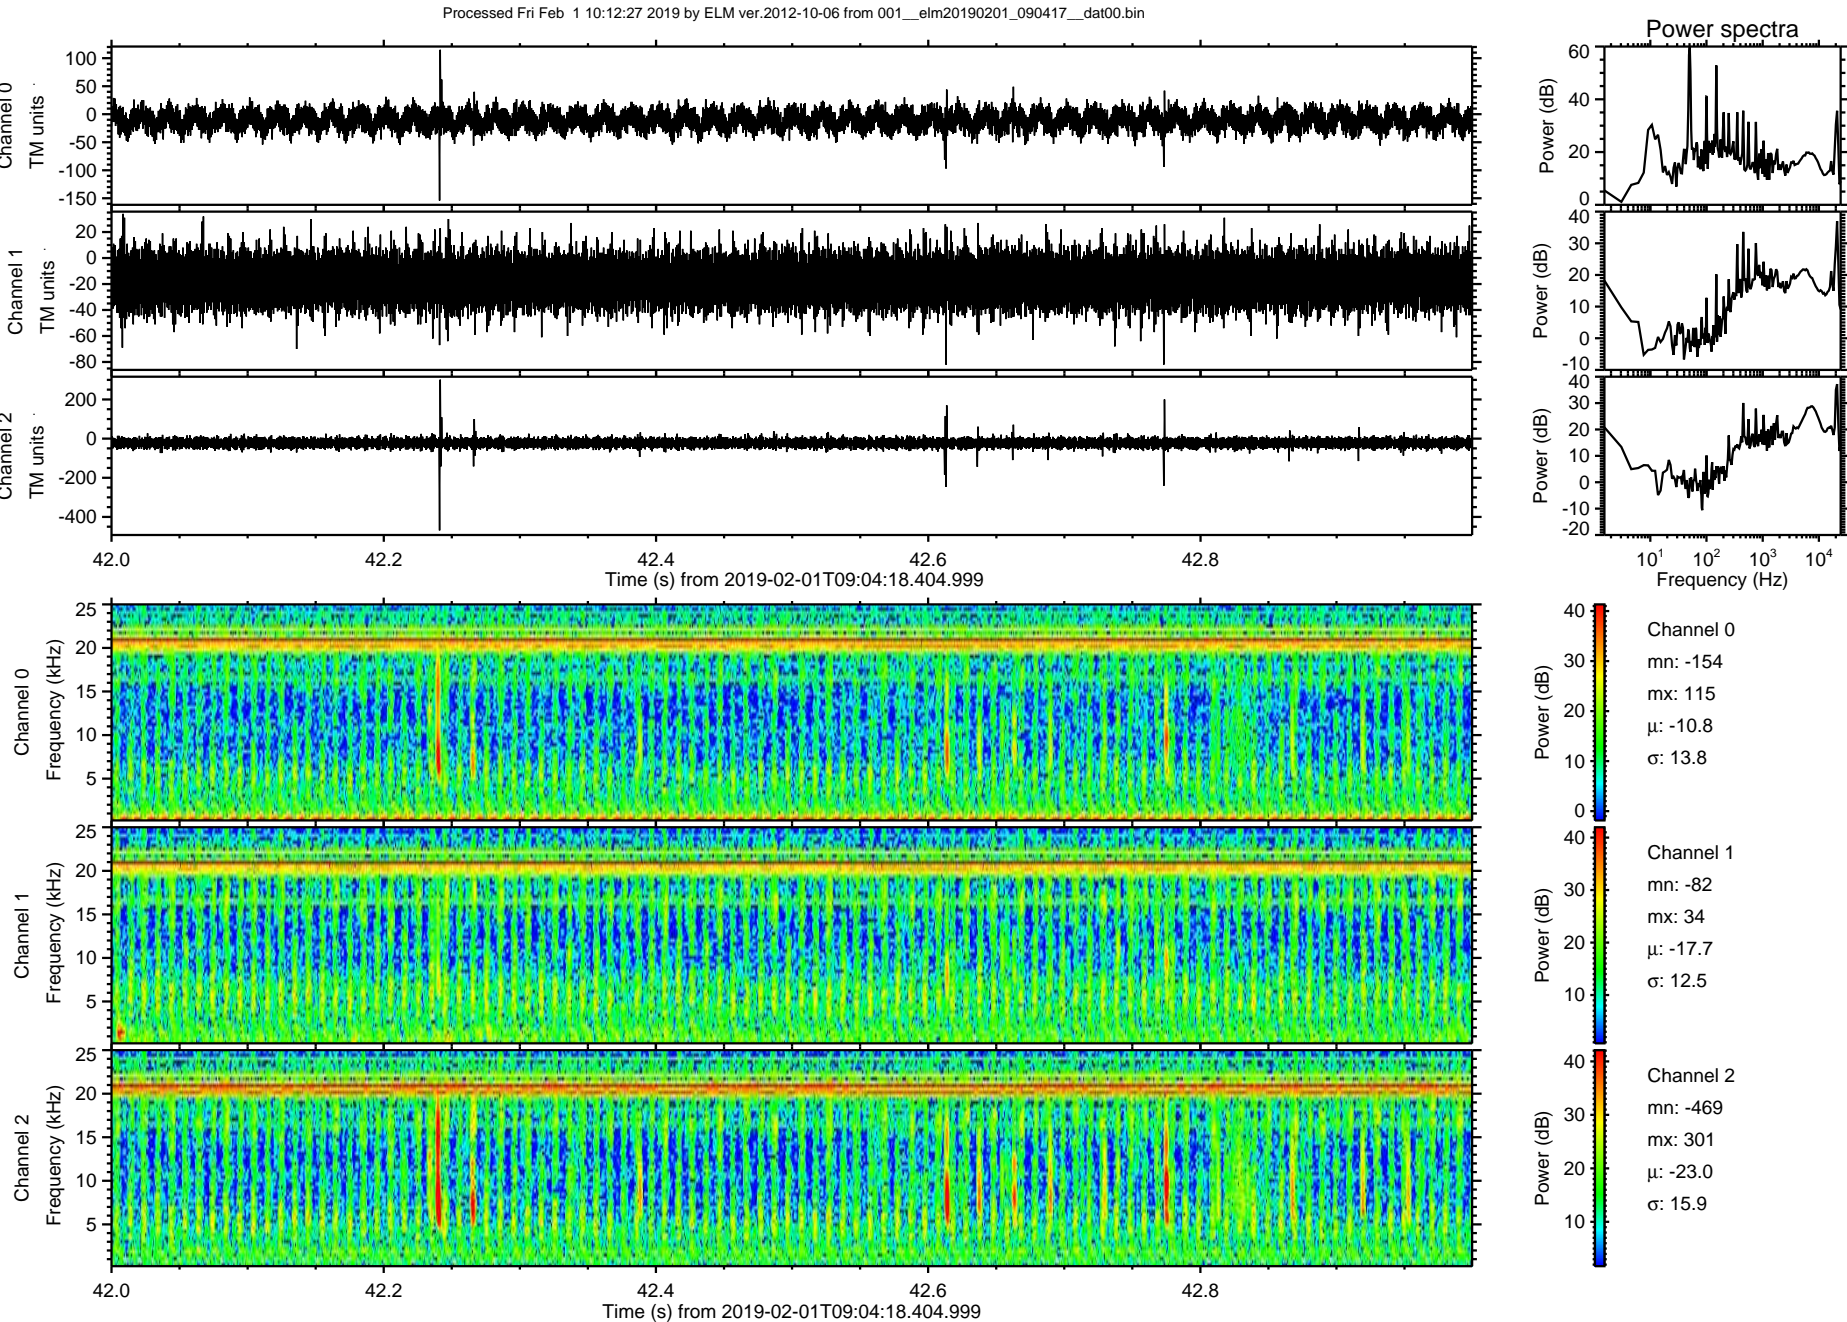 Processed Fri Feb  1 10:12:27 2019 by ELM ver.2012-10-06 from 001__elm20190201_090417__dat00.bin
Power spectra
Channel 0
TM units
100
50
0
-50
-100
-150
Power (dB)
60
40
20
0
Channel 1
TM units
20
0
-20
-40
-60
-80
Power (dB)
40
30
20
10
0
-10
Channel 2
TM units
200
0
-200
-400
Power (dB)
40
30
20
10
0
-10
-20
42.0 42.2 42.4 42.6 42.8
Time (s) from 2019-02-01T09:04:18.404.999
10^1 10^2 10^3 10^4
Frequency (Hz)
Channel 0
Frequency (kHz)
25
20
15
10
5
Power (dB)
40
30
20
10
0
Channel 0
mn: -154
mx: 115
μ: -10.8
σ: 13.8
Channel 1
Frequency (kHz)
25
20
15
10
5
Power (dB)
40
30
20
10
Channel 1
mn: -82
mx: 34
μ: -17.7
σ: 12.5
Channel 2
Frequency (kHz)
25
20
15
10
5
Power (dB)
40
30
20
10
Channel 2
mn: -469
mx: 301
μ: -23.0
σ: 15.9
42.0 42.2 42.4 42.6 42.8
Time (s) from 2019-02-01T09:04:18.404.999